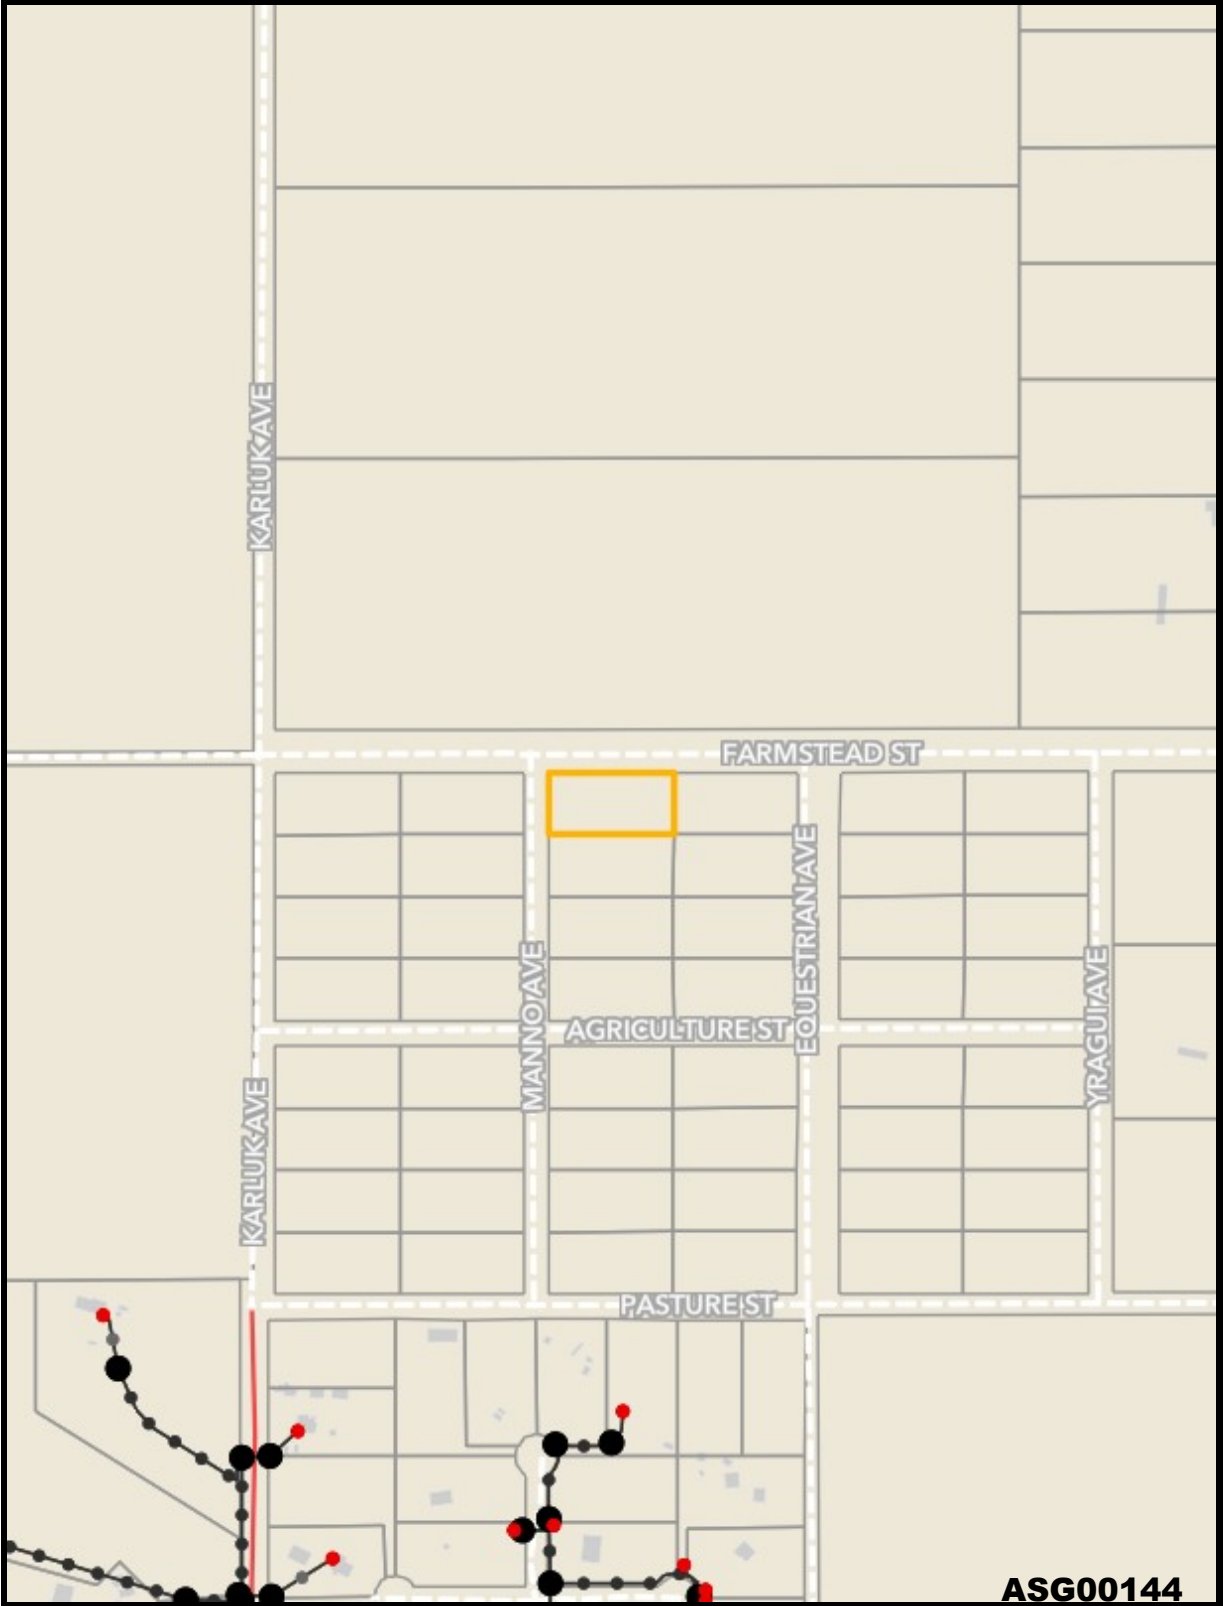 KARLUK AVE
FARMSTEAD ST
EQUESTRIAN AVE
MANNO AVE
YRAGUI AVE
AGRICULTURE ST
KARLUK AVE
PASTURE ST
ASG00144